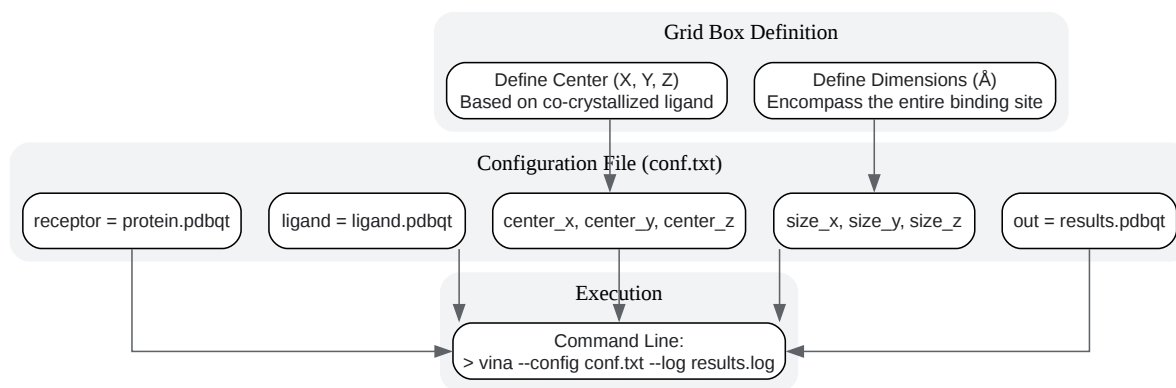 Grid Box Definition
Define Center (X, Y, Z)
Based on co-crystallized ligand
Define Dimensions (Å)
Encompass the entire binding site
Configuration File (conf.txt)
receptor = protein.pdbqt
ligand = ligand.pdbqt
center_x, center_y, center_z
size_x, size_y, size_z
out = results.pdbqt
Execution
Command Line:
> vina --config conf.txt --log results.log